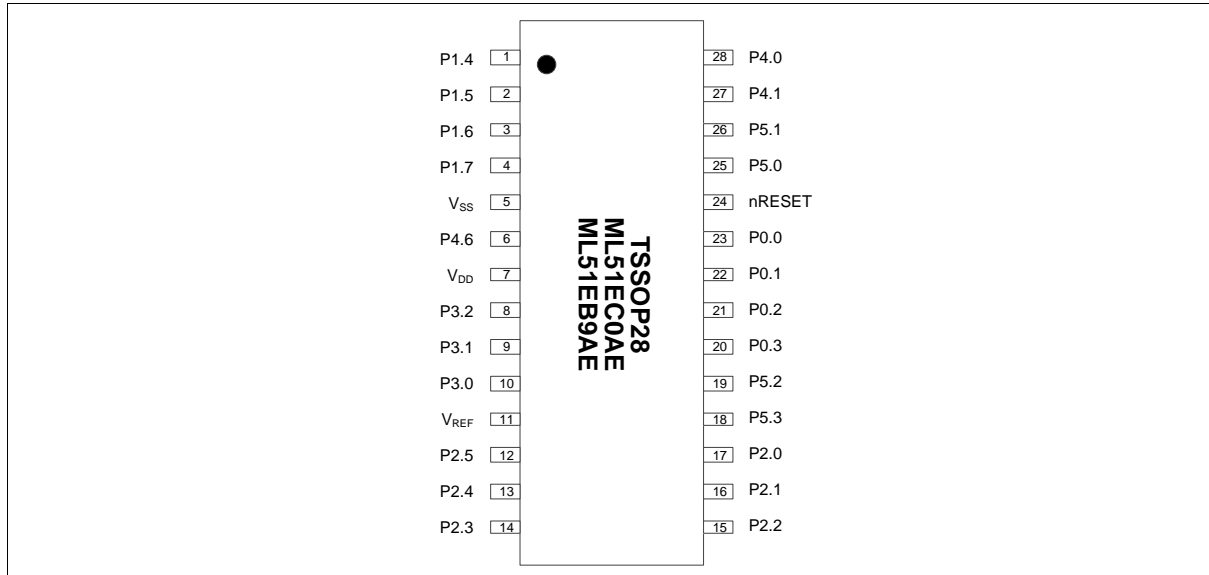 P1.4 1
P1.5 2
P1.6 3
P1.7 4
VSS 5
P4.6 6
VDD 7
P3.2 8
P3.1 9
P3.0 10
VREF 11
P2.5 12
P2.4 13
P2.3 14
TSSOP28
ML51EC0AE
ML51EB9AE
28 P4.0
27 P4.1
26 P5.1
25 P5.0
24 nRESET
23 P0.0
22 P0.1
21 P0.2
20 P0.3
19 P5.2
18 P5.3
17 P2.0
16 P2.1
15 P2.2